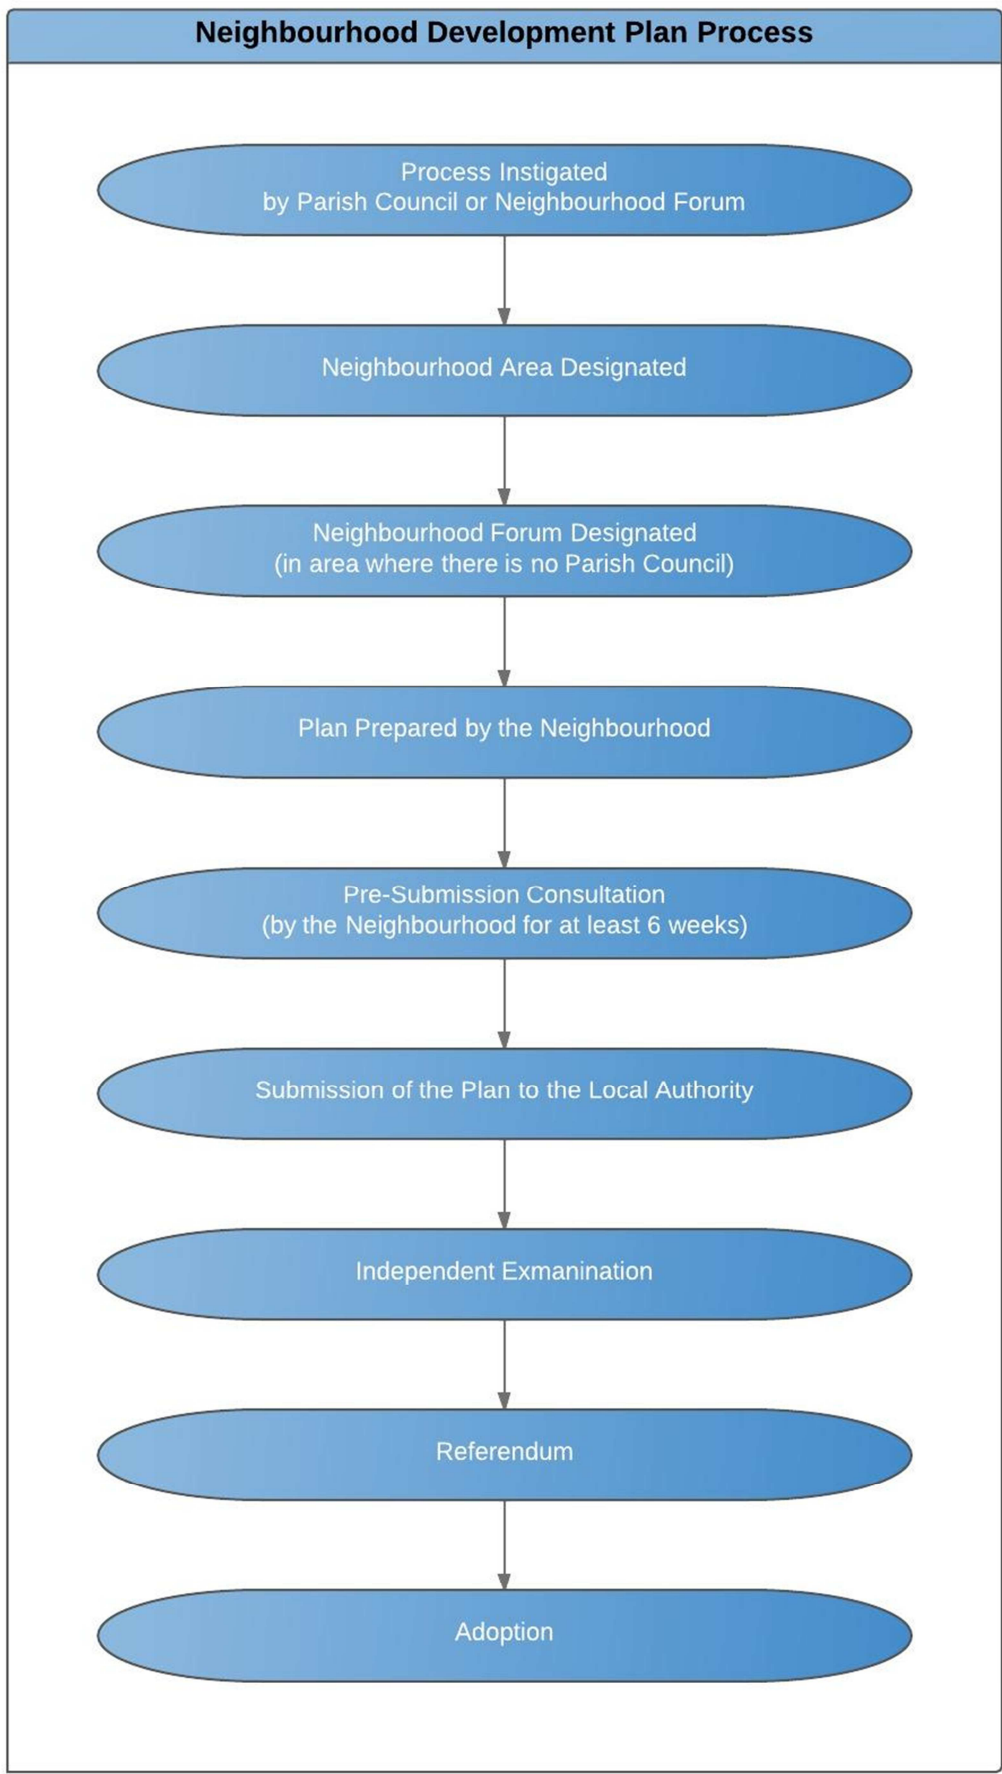 Neighbourhood Development Plan Process
Process Instigated
by Parish Council or Neighbourhood Forum
Neighbourhood Area Designated
Neighbourhood Forum Designated
(in area where there is no Parish Council)
Plan Prepared by the Neighbourhood
Pre-Submission Consultation
(by the Neighbourhood for at least 6 weeks)
Submission of the Plan to the Local Authority
Independent Exmanination
Referendum
Adoption